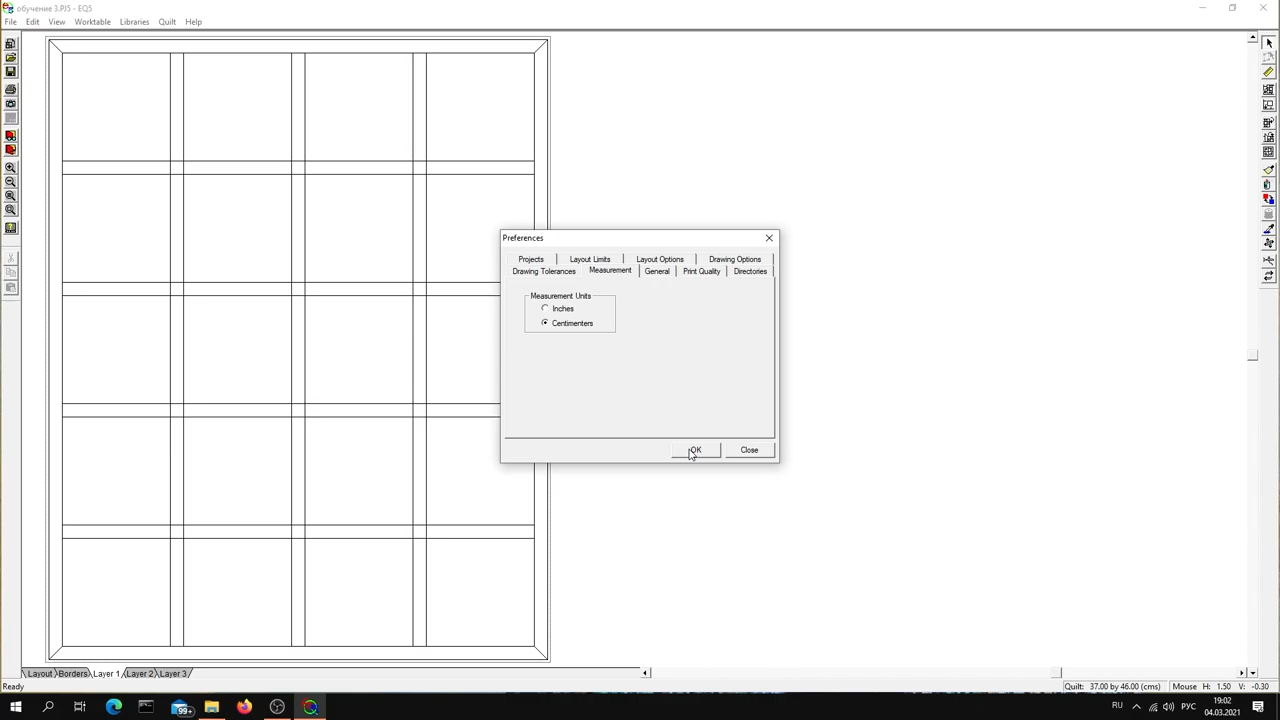 обучение 3.PJ5 - EQ5
File Edit View Worktable Libraries Quilt Help
Preferences
Projects Layout Limits Layout Options Drawing Options
Drawing Tolerances Measurement General Print Quality Directories
Measurement Units
Inches
Centimenters
OK Close
Layout Borders Layer 1 Layer 2 Layer 3
Ready Quilt: 37.00 by 46.00 (cms) Mouse H: 1.50 V: -0.30
99+ RU РУС 19:02
04.03.2021